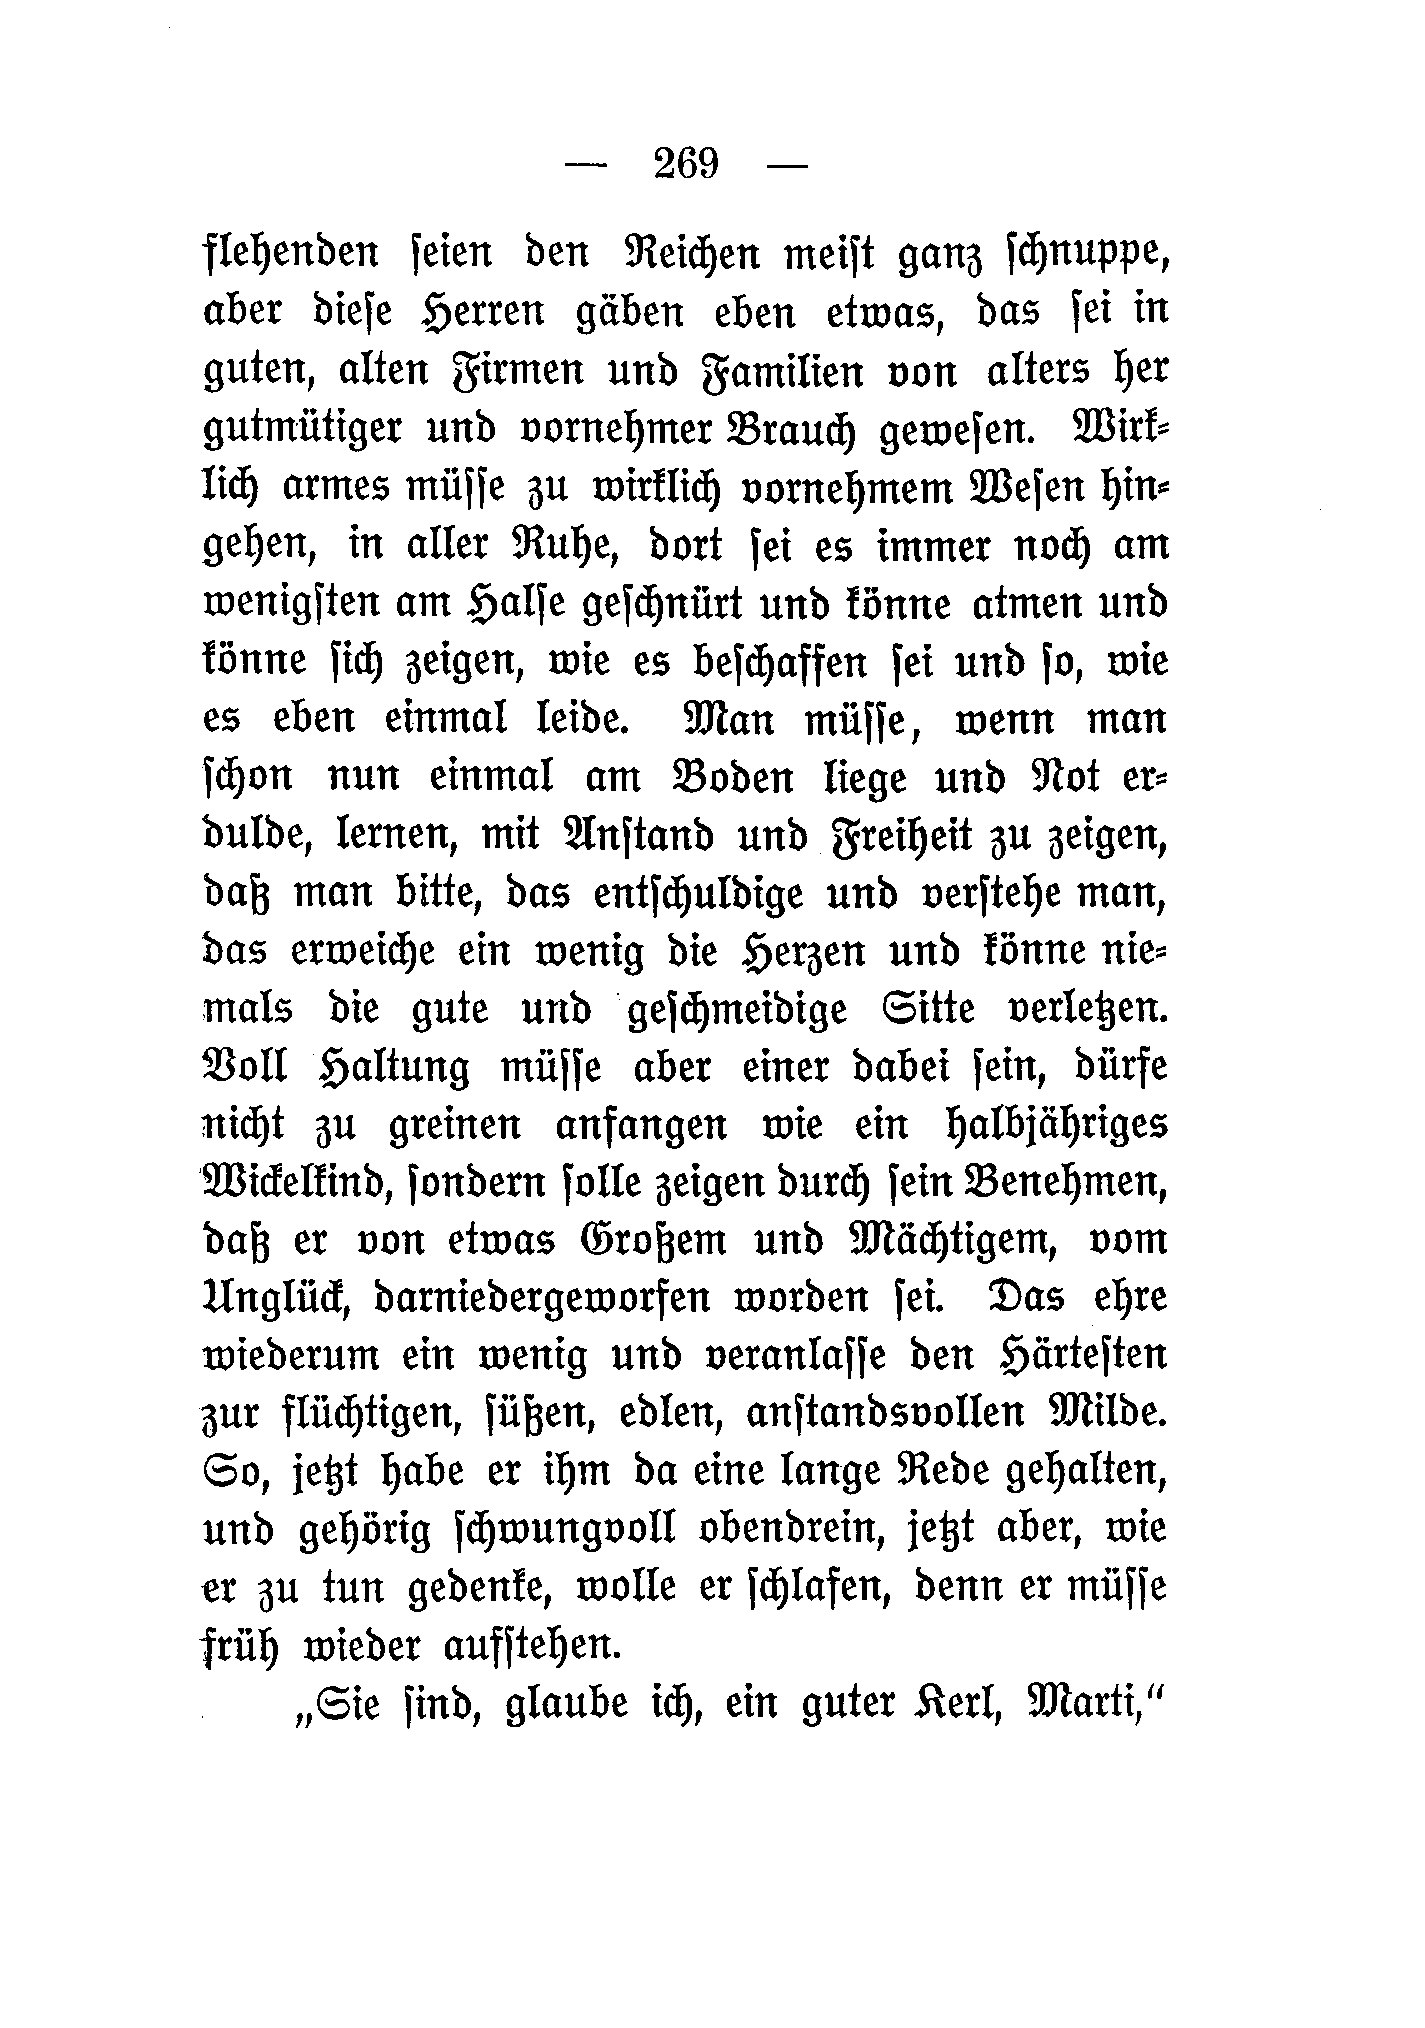 — 269 —
flehenden ſeien den Reichen meiſt ganz ſchnuppe,
aber dieſe Herren gäben eben etwas, das ſei in
guten, alten Firmen und Familien von alters her
gutmütiger und vornehmer Brauch geweſen. Wirk⸗
lich armes müſſe zu wirklich vornehmem Weſen hin⸗
gehen, in aller Ruhe, dort ſei es immer noch am
wenigſten am Halſe geſchnürt und könne atmen und
könne ſich zeigen, wie es beſchaffen ſei und ſo, wie
es eben einmal leide. Man müſſe, wenn man
ſchon nun einmal am Boden liege und Not er⸗
dulde, lernen, mit Anſtand und Freiheit zu zeigen,
daß man bitte, das entſchuldige und verſtehe man,
das erweiche ein wenig die Herzen und könne nie⸗
mals die gute und geſchmeidige Sitte verletzen.
Voll Haltung müſſe aber einer dabei ſein, dürfe
nicht zu greinen anfangen wie ein halbjähriges
Wickelkind, ſondern ſolle zeigen durch ſein Benehmen,
daß er von etwas Großem und Mächtigem, vom
Unglück, darniedergeworfen worden ſei. Das ehre
wiederum ein wenig und veranlaſſe den Härteſten
zur flüchtigen, ſüßen, edlen, anſtandsvollen Milde.
So, jetzt habe er ihm da eine lange Rede gehalten,
und gehörig ſchwungvoll obendrein, jetzt aber, wie
er zu tun gedenke, wolle er ſchlafen, denn er müſſe
früh wieder aufſtehen.
„Sie ſind, glaube ich, ein guter Kerl, Marti,“